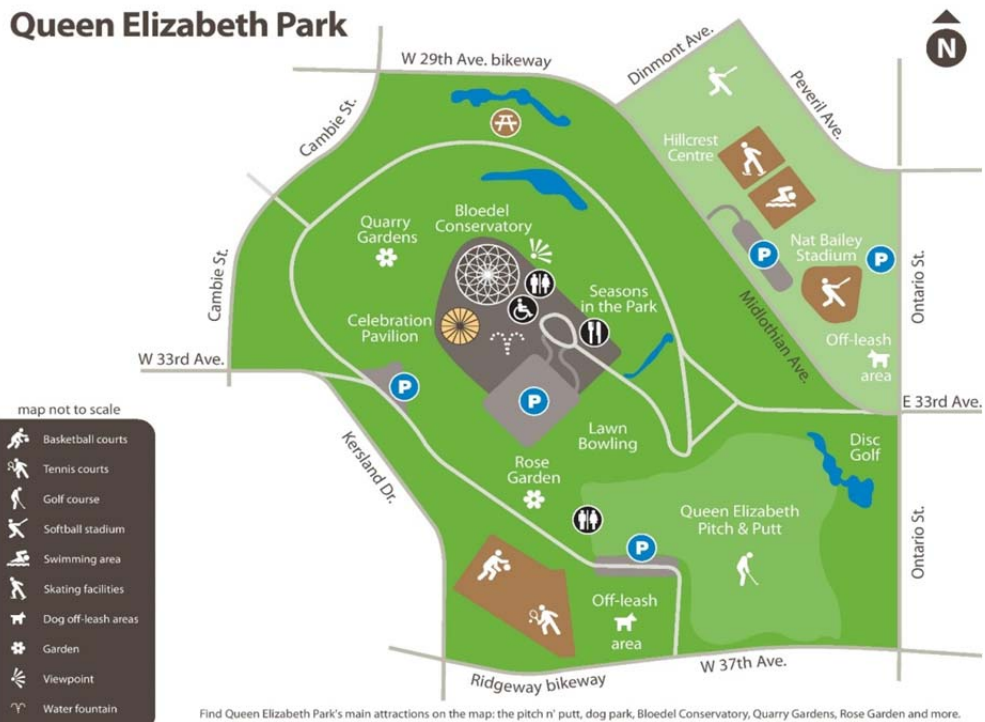 Queen Elizabeth Park
N
W 29th Ave. bikeway
Dinmont Ave.
Peveril Ave.
Cambie St.
Hillcrest
Centre
Quarry
Gardens
Bloedel
Conservatory
P
Nat Bailey
Stadium
P
Ontario St.
Cambie St.
Seasons
in the Park
Celebration
Pavilion
Midlothian Ave.
Off-leash
area
W 33rd Ave.
P
P
E 33rd Ave.
Kersland Dr.
Lawn
Bowling
Disc
Golf
Rose
Garden
Queen Elizabeth
Pitch & Putt
P
Ontario St.
Off-leash
area
W 37th Ave.
Ridgeway bikeway
map not to scale
Basketball courts
Tennis courts
Golf course
Softball stadium
Swimming area
Skating facilities
Dog off-leash areas
Garden
Viewpoint
Water fountain
Find Queen Elizabeth Park's main attractions on the map: the pitch n' putt, dog park, Bloedel Conservatory, Quarry Gardens, Rose Garden and more.